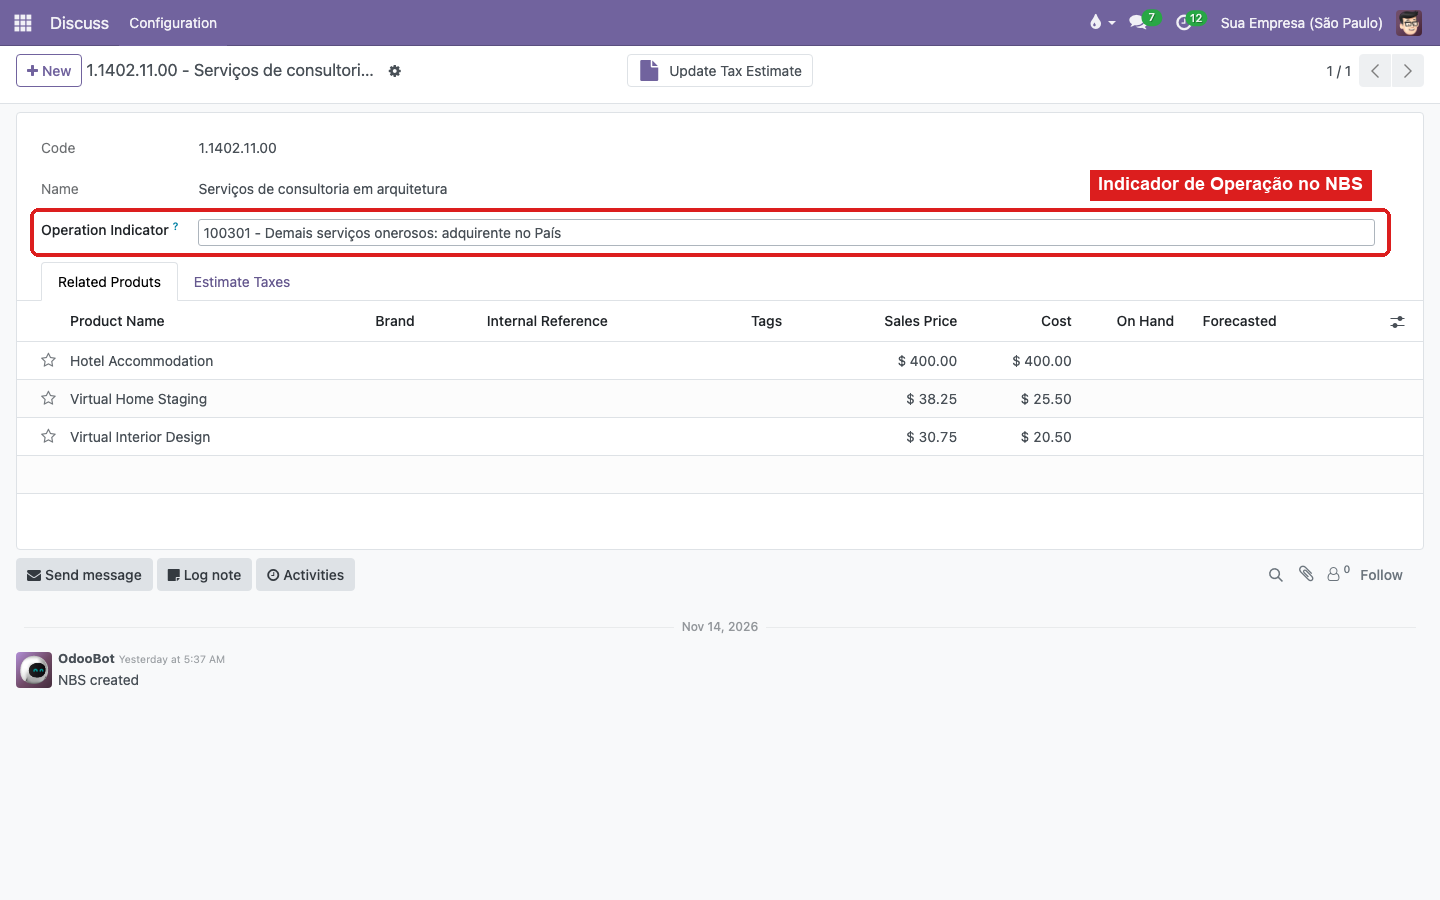 Discuss Configuration 7 12 Sua Empresa (São Paulo)
New 1.1402.11.00 - Serviços de consultori... Update Tax Estimate 1 / 1
Code 1.1402.11.00
Name Serviços de consultoria em arquitetura
Indicador de Operação no NBS
Operation Indicator ? 100301 - Demais serviços onerosos: adquirente no País
Related Produts Estimate Taxes
Product Name Brand Internal Reference Tags Sales Price Cost On Hand Forecasted
Hotel Accommodation $ 400.00 $ 400.00
Virtual Home Staging $ 38.25 $ 25.50
Virtual Interior Design $ 30.75 $ 20.50
Send message Log note Activities 0 Follow
Nov 14, 2026
OdooBot Yesterday at 5:37 AM
NBS created